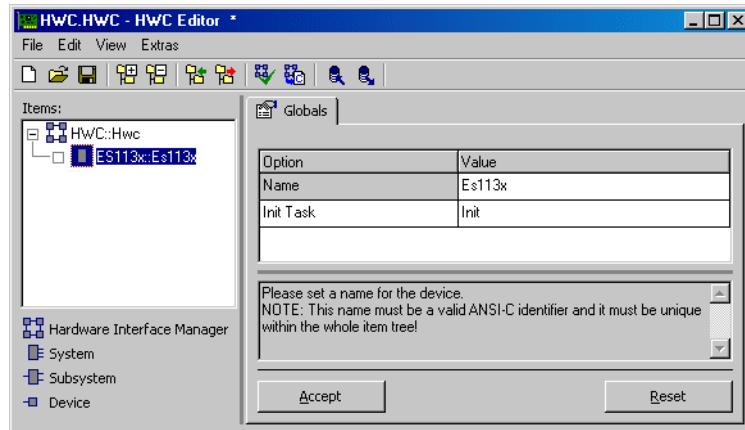 HWC.HWC - HWC Editor *
File Edit View Extras
Items:
HWC::Hwc
ES113x::Es113x
Hardware Interface Manager
System
Subsystem
Device
Globals
Option Value
Name Es113x
Init Task Init
Please set a name for the device.
NOTE: This name must be a valid ANSI-C identifier and it must be unique
within the whole item tree!
Accept Reset